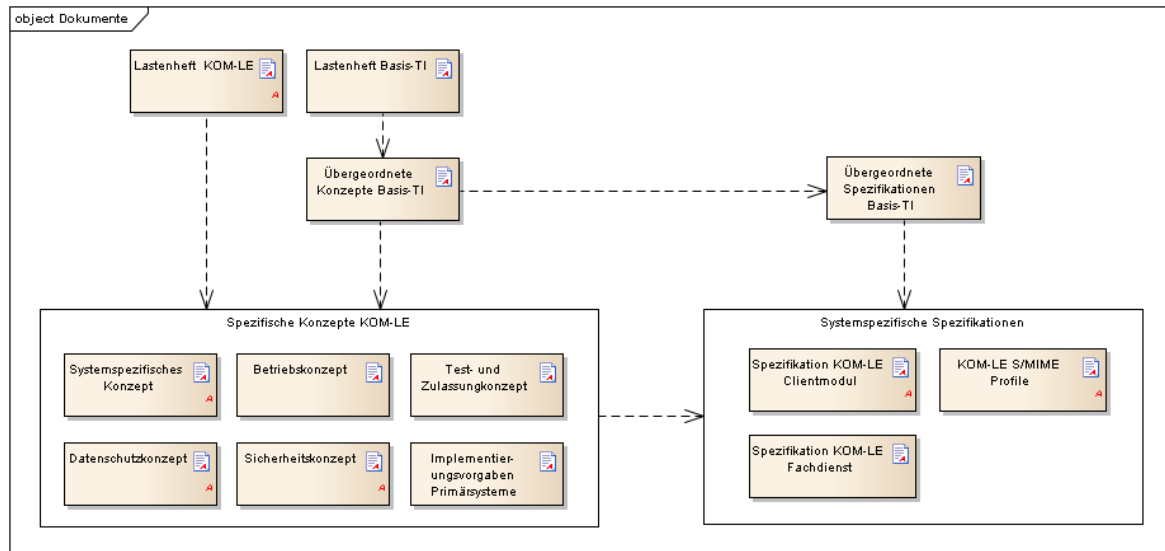 object Dokumente
Lastenheft KOM-LE
A
Lastenheft Basis-TI
Übergeordnete
Konzepte Basis-TI
Übergeordnete
Spezifikationen
Basis-TI
Spezifische Konzepte KOM-LE
Systemspezifisches
Konzept
A
Betriebskonzept
Test- und
Zulassungkonzept
Datenschutzkonzept
A
Sicherheitskonzept
A
Implementier-
ungsvorgaben
Primärsysteme
Systemspezifische Spezifikationen
Spezifikation KOM-LE
Clientmodul
A
KOM-LE S/MIME
Profile
A
Spezifikation KOM-LE
Fachdienst